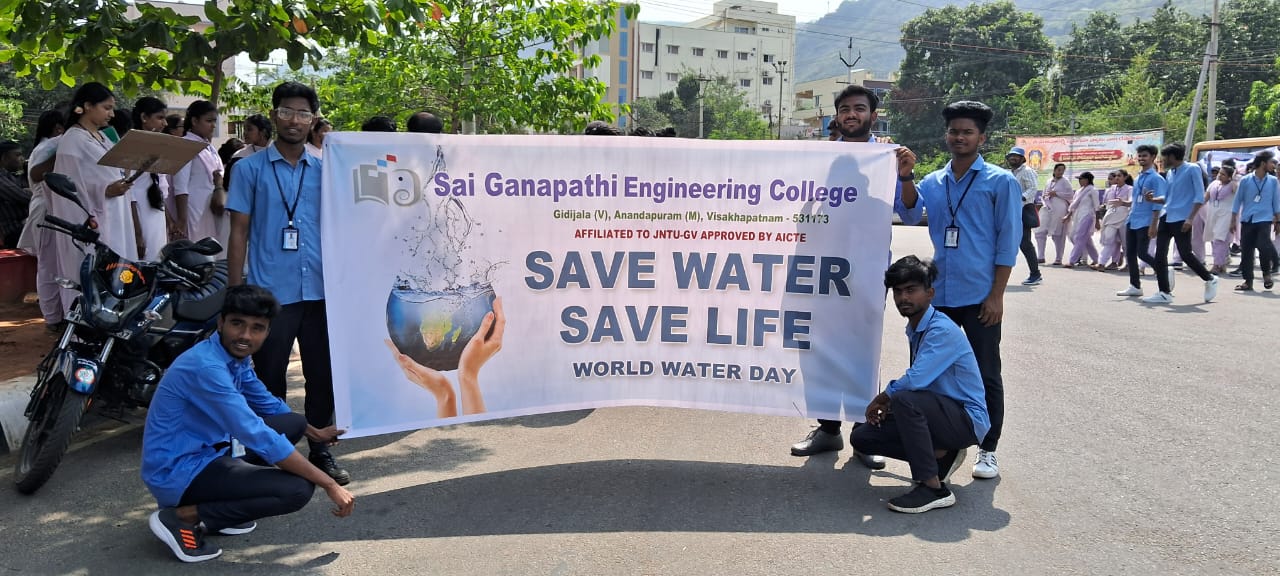 Sai Ganapathi Engineering College
Gidijala (V), Anandapuram (M), Visakhapatnam - 531173
AFFILIATED TO JNTU-GV APPROVED BY AICTE
SAVE WATER
SAVE LIFE
WORLD WATER DAY